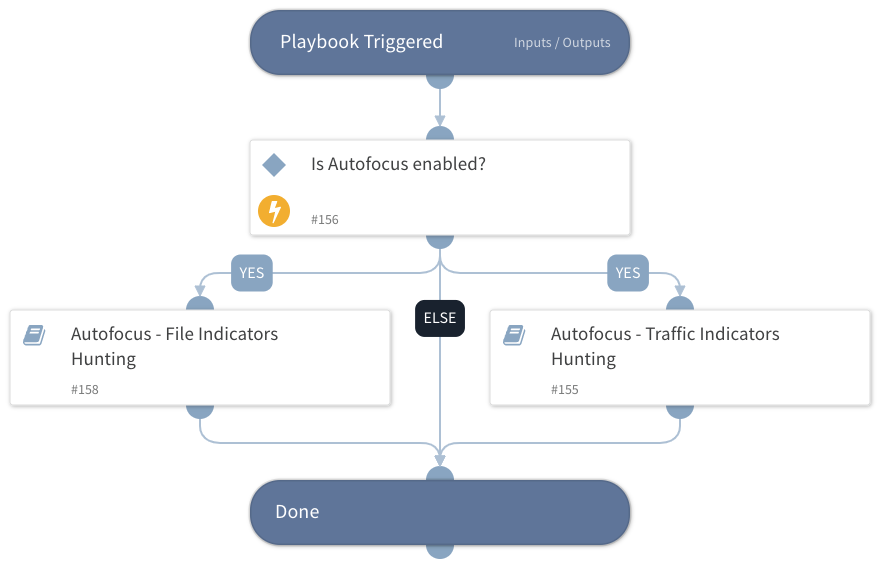 Playbook Triggered
Inputs / Outputs
Is Autofocus enabled?
#156
YES
YES
ELSE
Autofocus - File Indicators
Hunting
#158
Autofocus - Traffic Indicators
Hunting
#155
Done